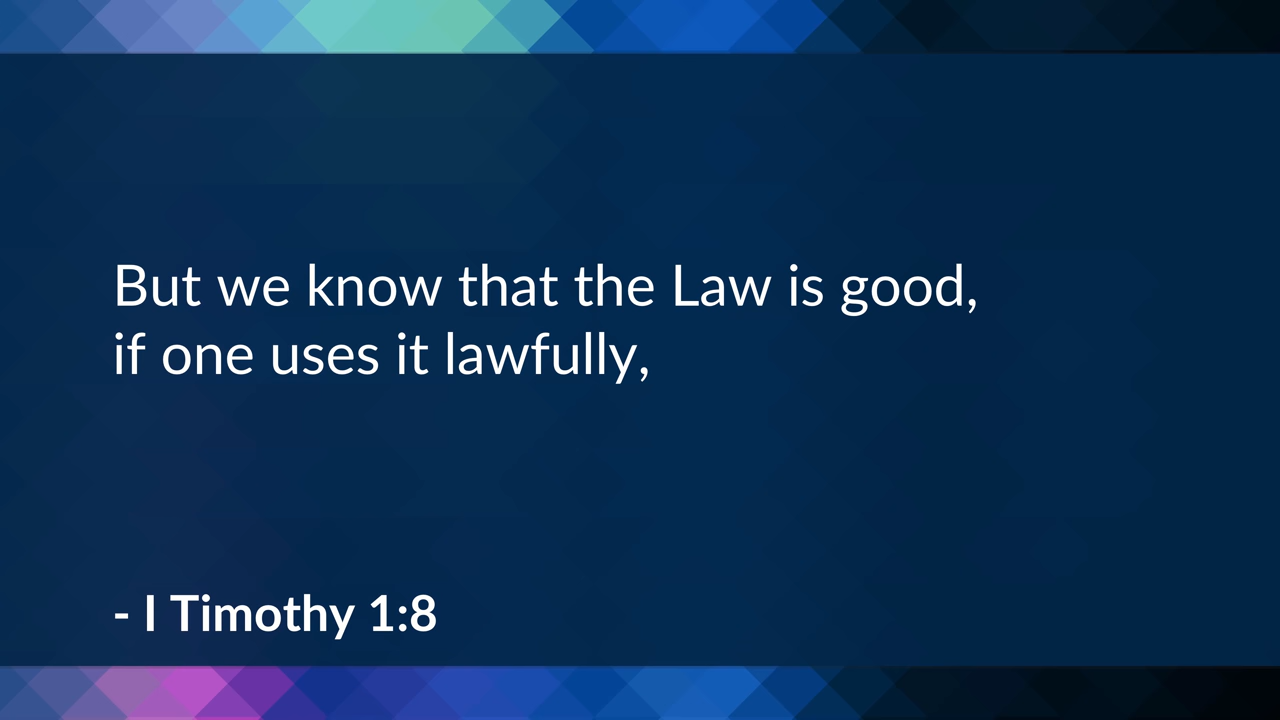 But we know that the Law is good,
if one uses it lawfully,
- I Timothy 1:8